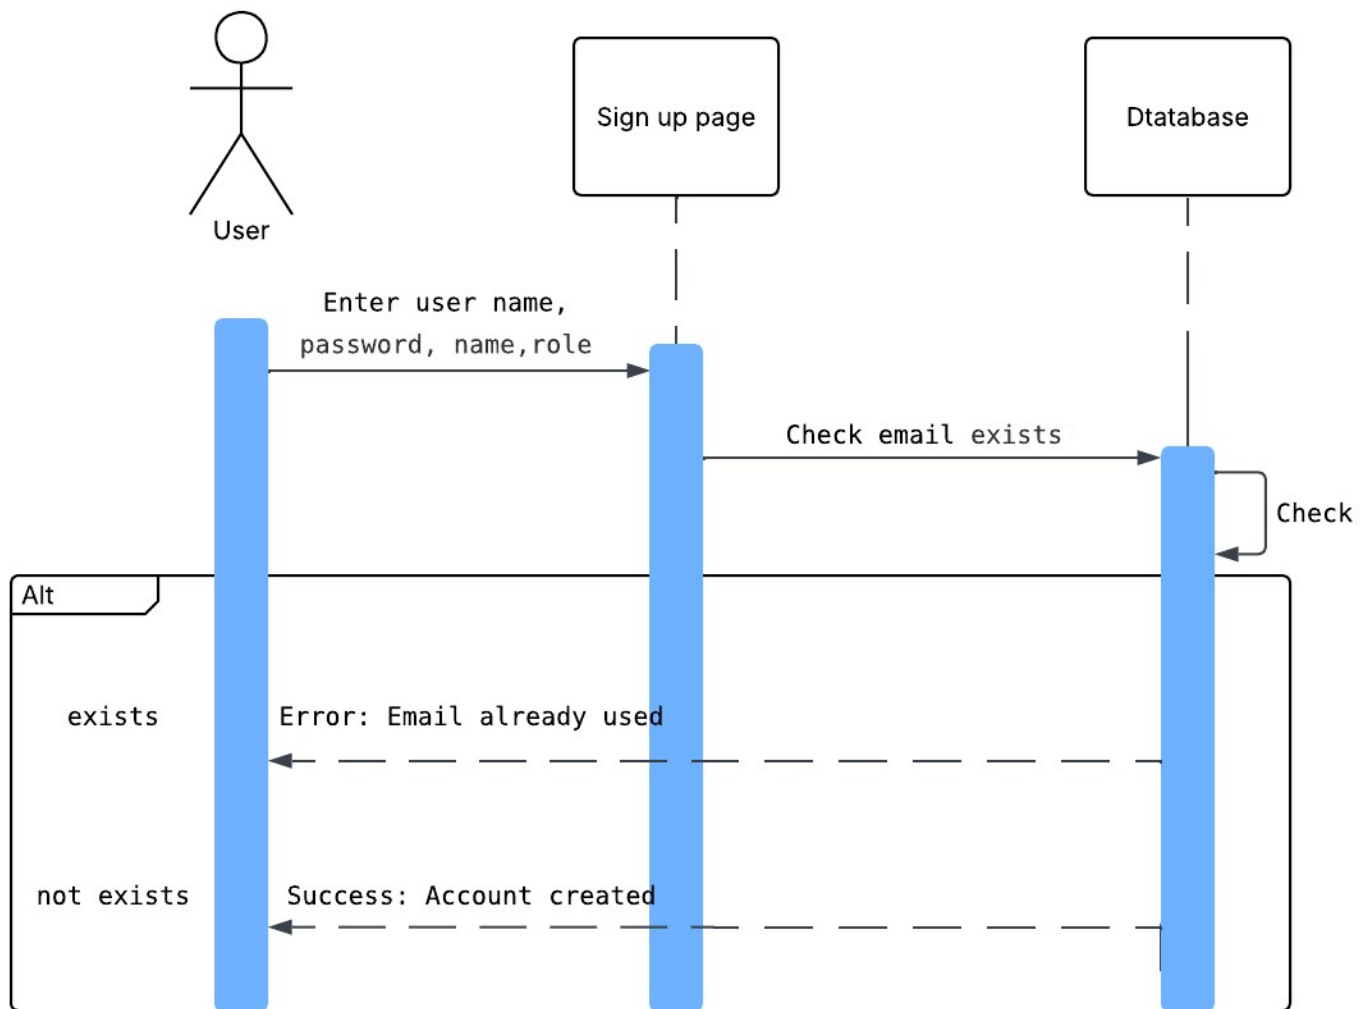 User
Sign up page
Dtatabase
Enter user name,
password, name,role
Check email exists?
Check
Alt
exists
Error: Email already used
not exists
Success: Account created